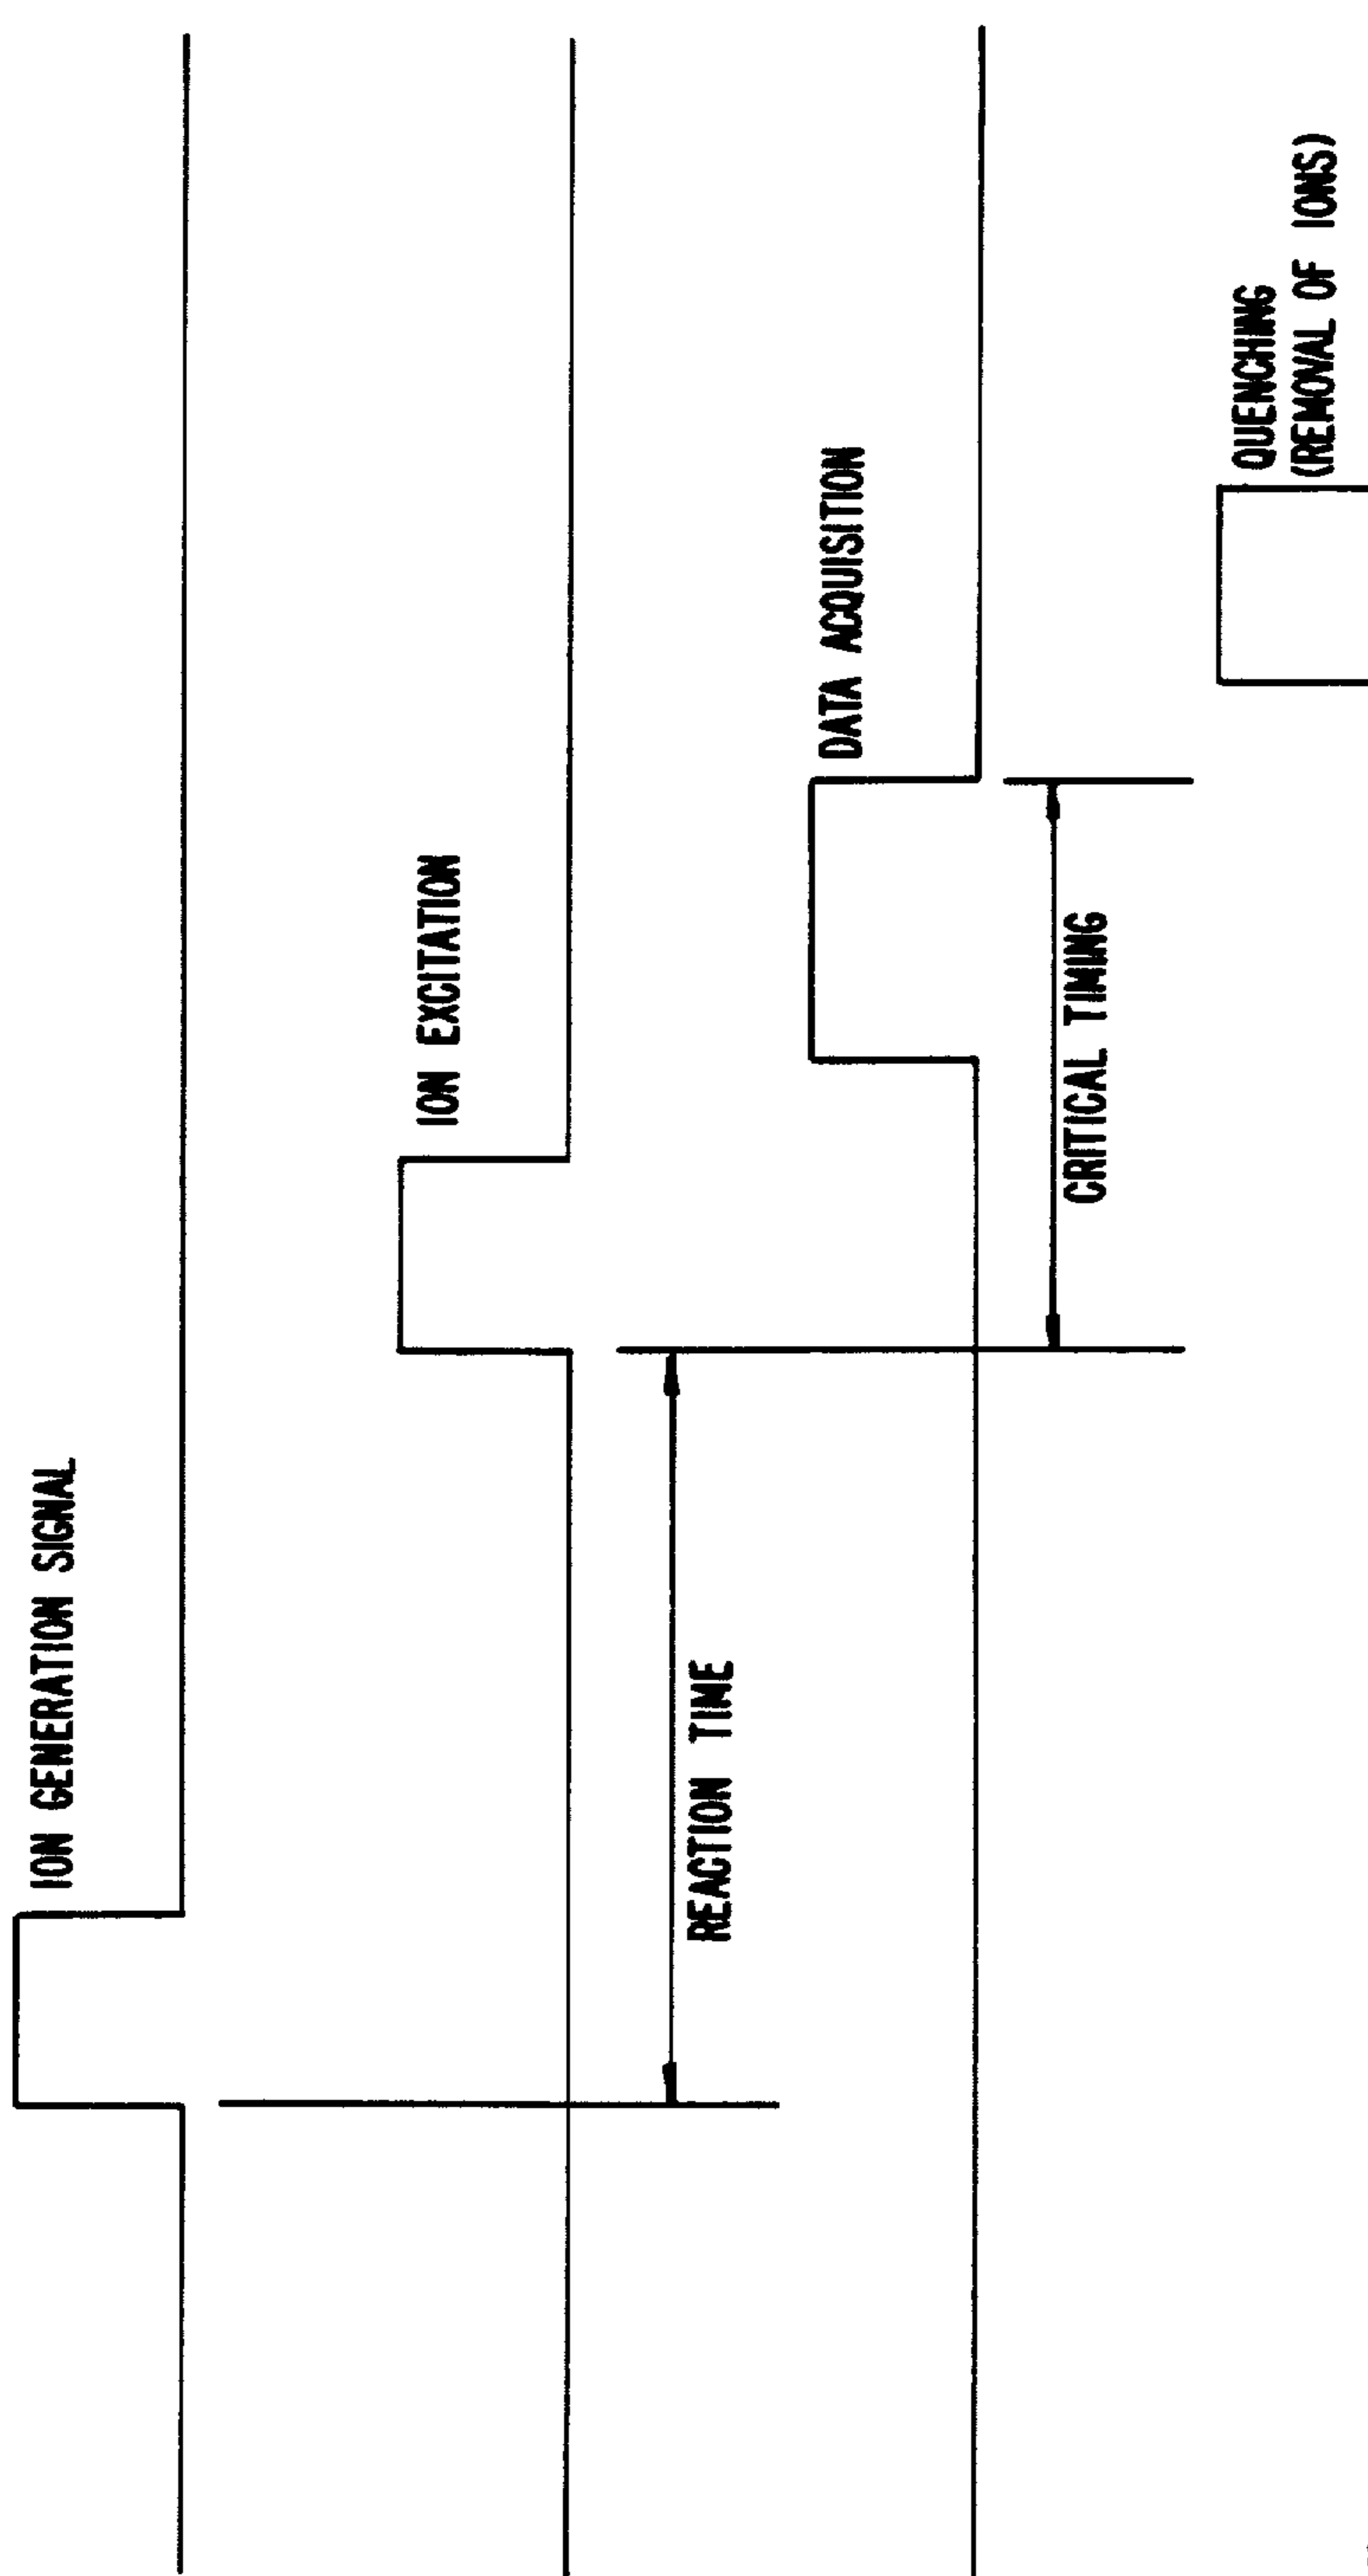 ION GENERATION SIGNAL
ION EXCITATION
REACTION TIME
DATA ACQUISITION
CRITICAL TIMING
QUENCHING
(REMOVAL OF IONS)